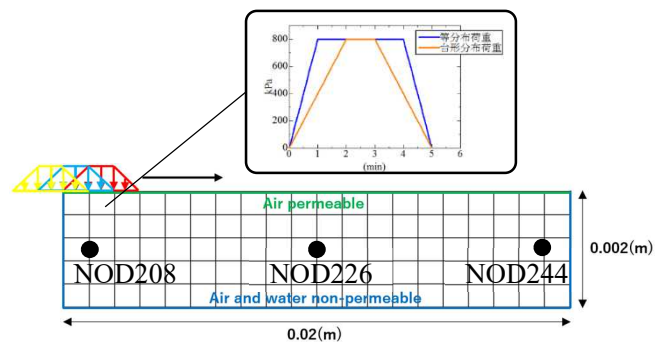 800
600
400
200
0
kPa
等分布荷重
台形分布荷重
0 1 2 3 4 5 6
(min)
Air permeable
NOD208 NOD226 NOD244
0.002(m)
Air and water non-permeable
0.02(m)